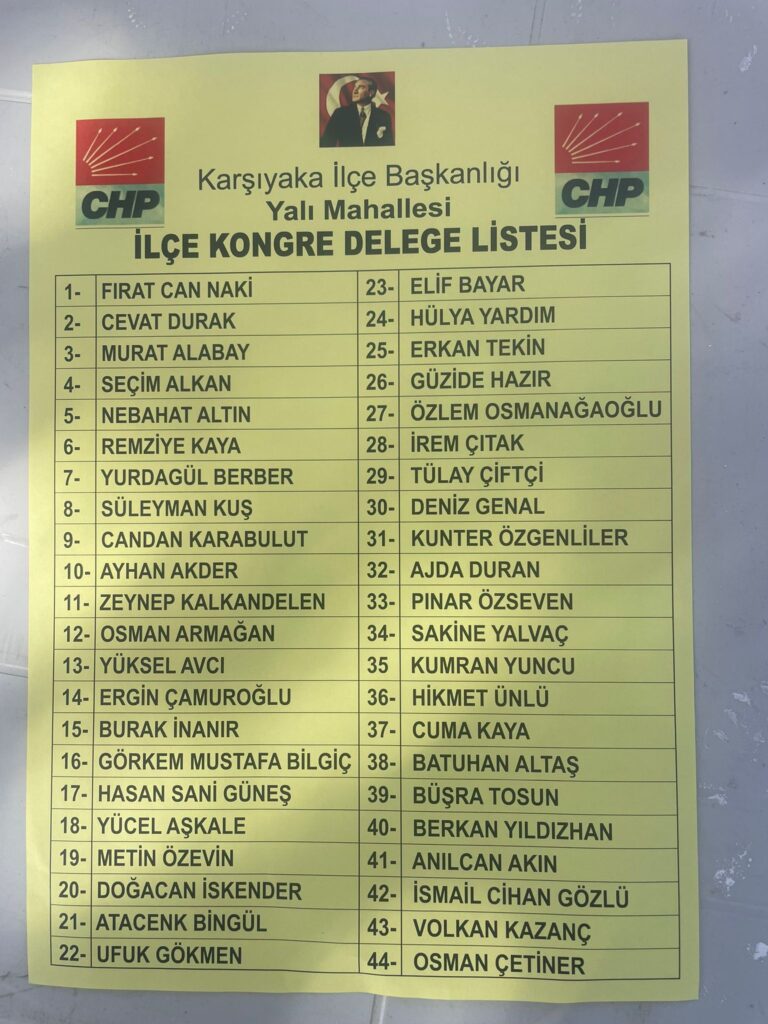 CHP
CHP
Karşıyaka İlçe Başkanlığı
Yalı Mahallesi
İLÇE KONGRE DELEGE LİSTESİ
1- FIRAT CAN NAKİ
2- CEVAT DURAK
3- MURAT ALABAY
4- SEÇİM ALKAN
5- NEBAHAT ALTIN
6- REMZİYE KAYA
7- YURDAGÜL BERBER
8- SÜLEYMAN KUŞ
9- CANDAN KARABULUT
10- AYHAN AKDER
11- ZEYNEP KALKANDELEN
12- OSMAN ARMAĞAN
13- YÜKSEL AVCI
14- ERGİN ÇAMUROĞLU
15- BURAK İNANIR
16- GÖRKEM MUSTAFA BİLGİÇ
17- HASAN SANİ GÜNEŞ
18- YÜCEL AŞKALE
19- METİN ÖZEVİN
20- DOĞACAN İSKENDER
21- ATACENK BİNGÜL
22- UFUK GÖKMEN
23- ELİF BAYAR
24- HÜLYA YARDIM
25- ERKAN TEKİN
26- GÜZİDE HAZIR
27- ÖZLEM OSMANAĞAOĞLU
28- İREM ÇITAK
29- TÜLAY ÇİFTÇİ
30- DENİZ GENAL
31- KUNTER ÖZGENLİLER
32- AJDA DURAN
33- PINAR ÖZSEVEN
34- SAKİNE YALVAÇ
35 KUMRAN YUNCU
36- HİKMET ÜNLÜ
37- CUMA KAYA
38- BATUHAN ALTAŞ
39- BÜŞRA TOSUN
40- BERKAN YILDIZHAN
41- ANILCAN AKIN
42- İSMAİL CİHAN GÖZLÜ
43- VOLKAN KAZANÇ
44- OSMAN ÇETİNER